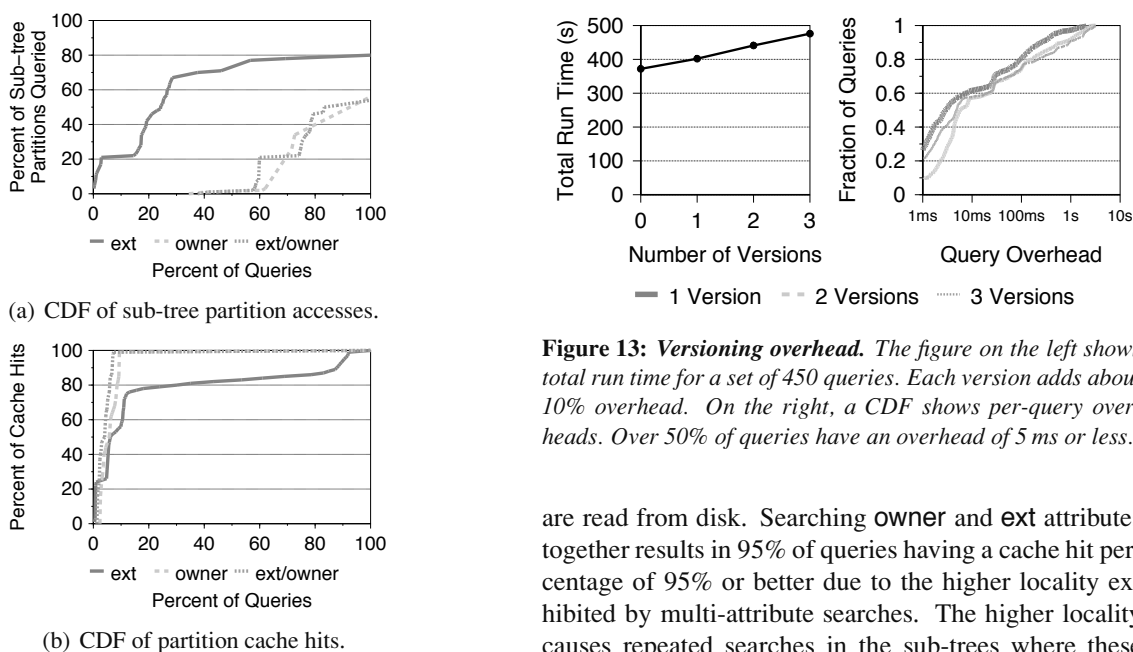 100
80
60
40
20
0
Percent of Sub−tree
Partitions Queried
0 20 40 60 80 100
ext owner ext/owner
Percent of Queries
(a) CDF of sub-tree partition accesses.
100
80
60
40
20
0
Percent of Cache Hits
0 20 40 60 80 100
ext owner ext/owner
Percent of Queries
(b) CDF of partition cache hits.
500
400
300
200
100
0
Total Run Time (s)
0 1 2 3
Number of Versions
1
0.8
0.6
0.4
0.2
0
Fraction of Queries
1ms 10ms 100ms 1s 10s
Query Overhead
1 Version 2 Versions 3 Versions
Figure 13: Versioning overhead. The figure on the left show
total run time for a set of 450 queries. Each version adds abou
10% overhead. On the right, a CDF shows per-query over-
heads. Over 50% of queries have an overhead of 5 ms or less.
are read from disk. Searching owner and ext attribute
together results in 95% of queries having a cache hit per-
centage of 95% or better due to the higher locality ex-
hibited by multi-attribute searches. The higher locality
causes repeated searches in the sub-trees where these